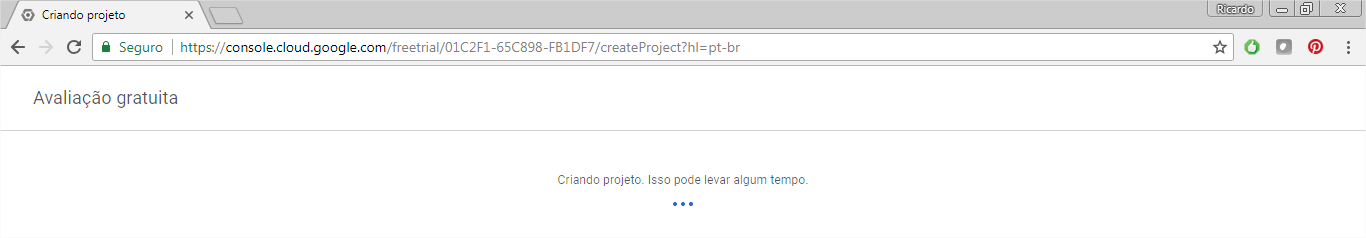 Criando projeto
Ricardo
Seguro
https://console.cloud.google.com/freetrial/01C2F1-65C898-FB1DF7/createProject?hl=pt-br
Avaliação gratuita
Criando projeto. Isso pode levar algum tempo.